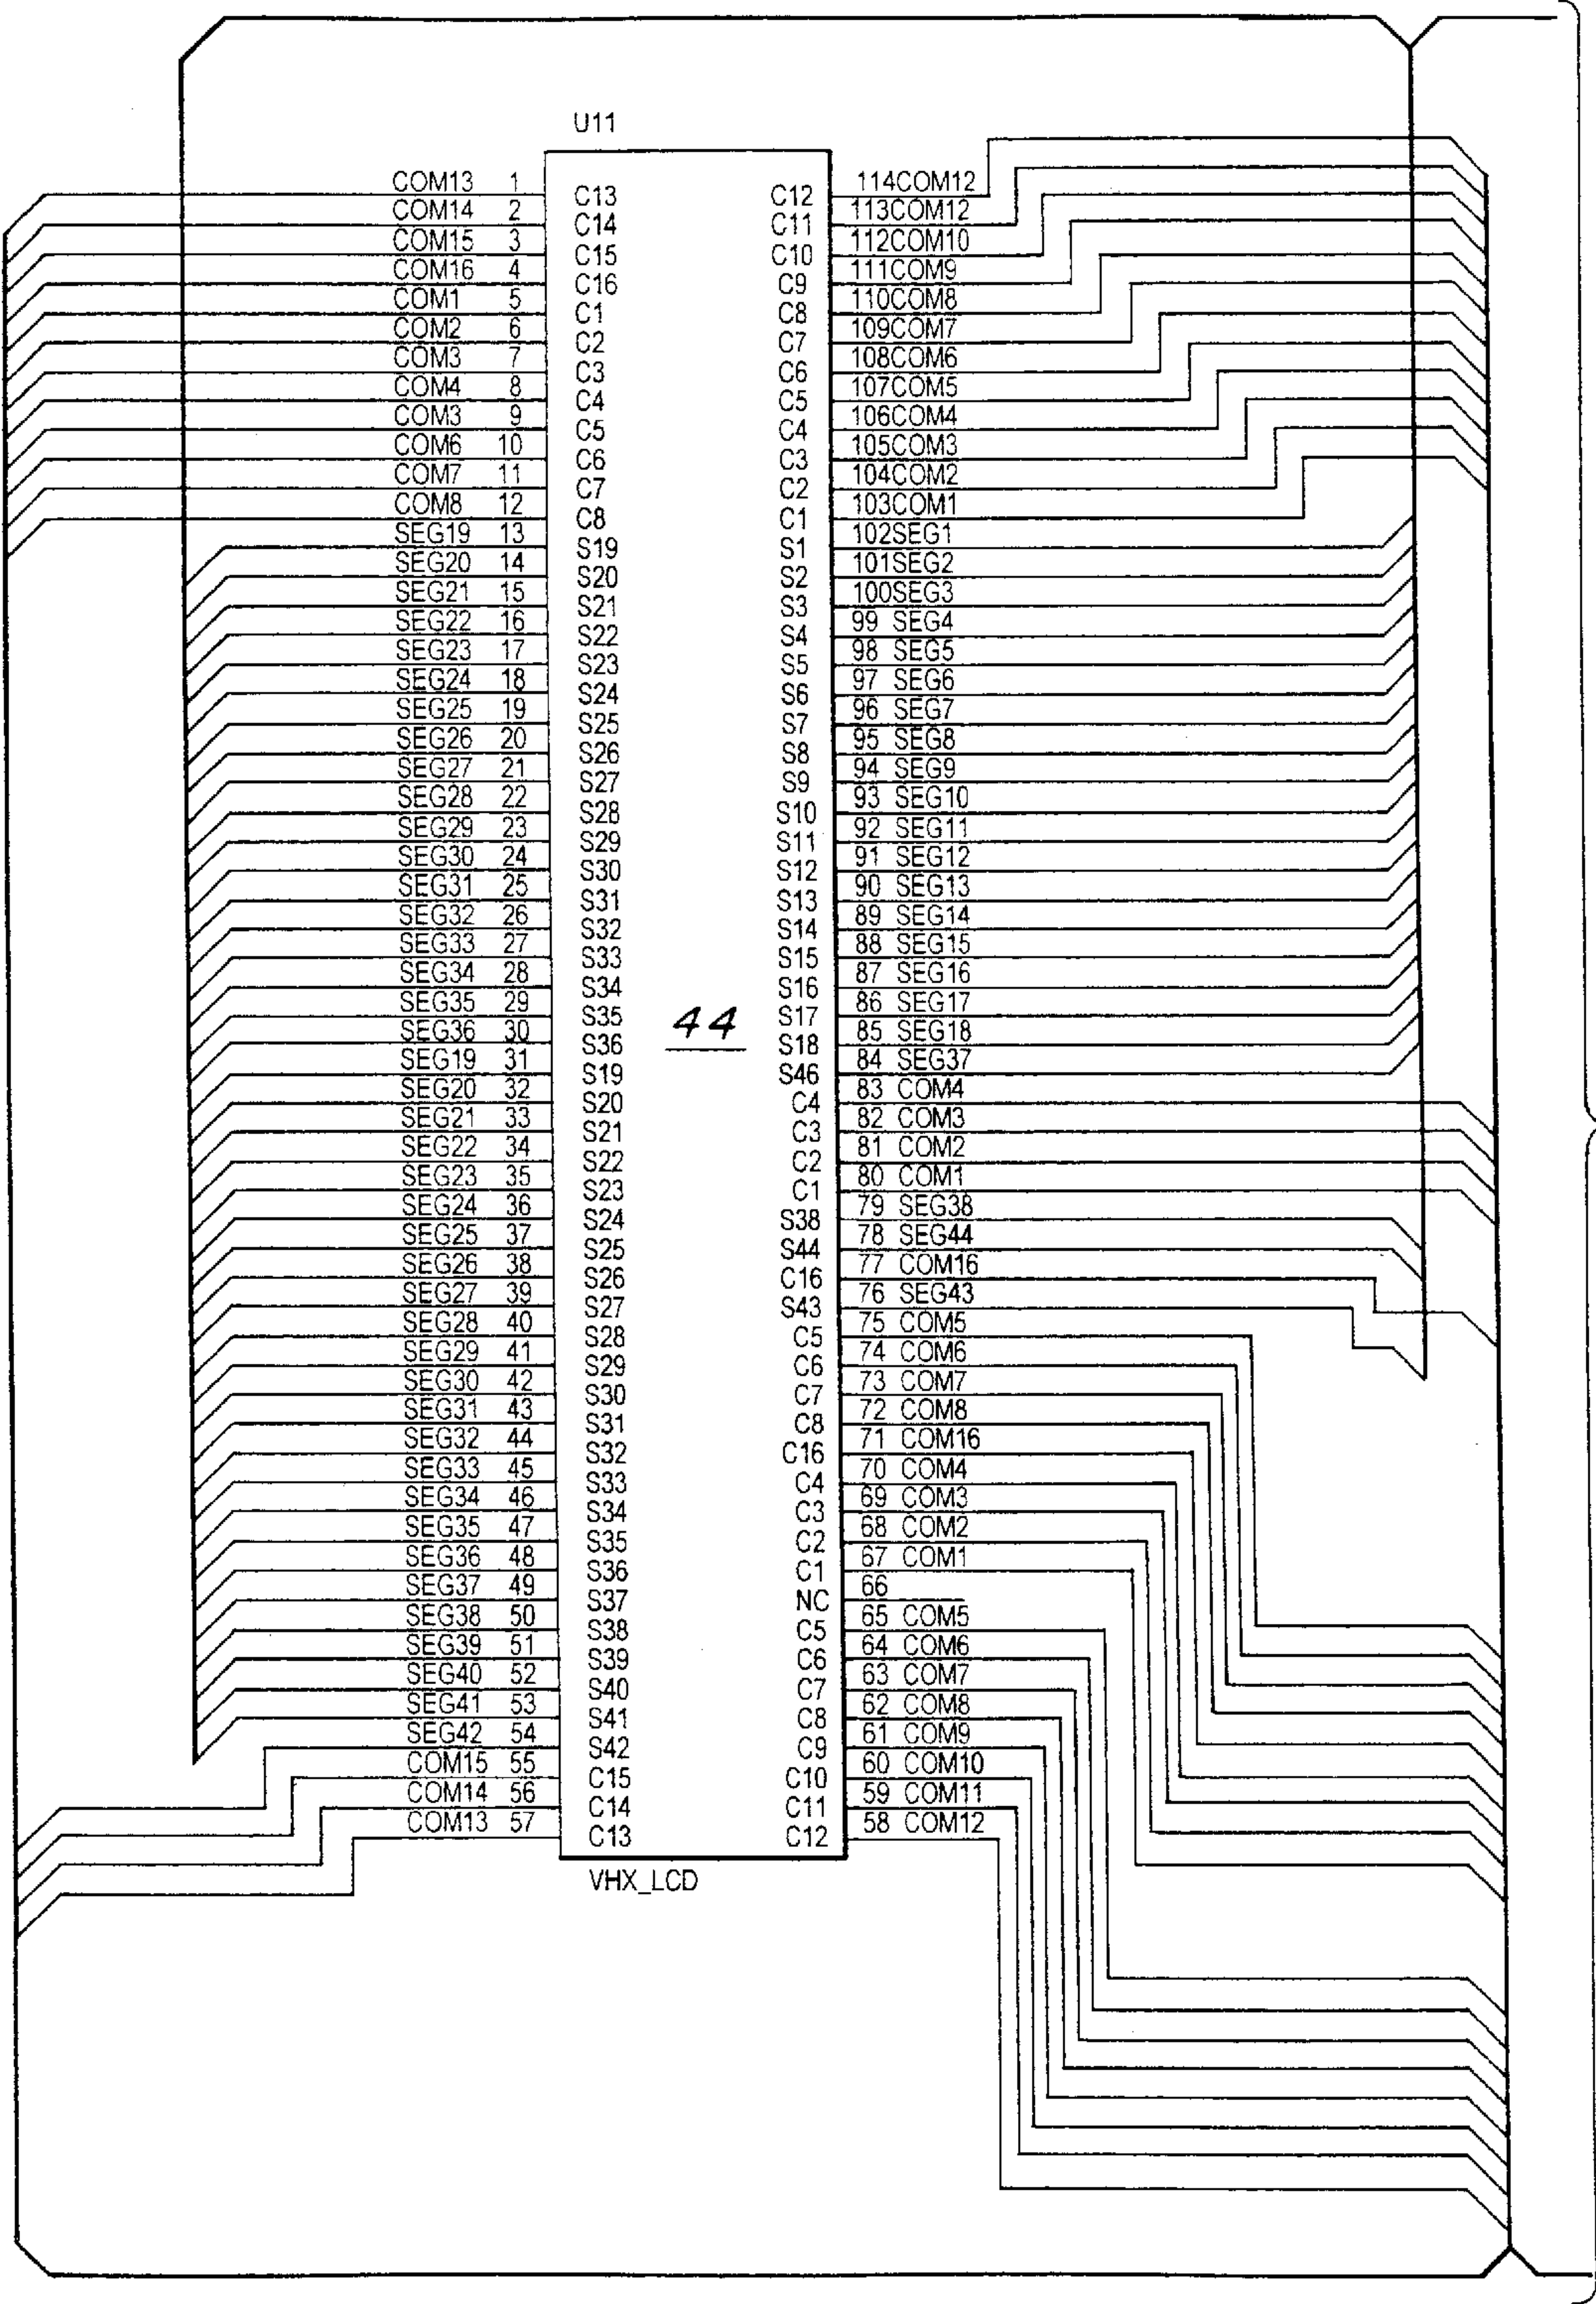 U11
COM13 1 C13 C12 114COM12
COM14 2 C14 C11 113COM12
COM15 3 C15 C10 112COM10
COM16 4 C16 C9 111COM9
COM1 5 C1 C8 110COM8
COM2 6 C2 C7 109COM7
COM3 7 C3 C6 108COM6
COM4 8 C4 C5 107COM5
COM3 9 C5 C4 106COM4
COM6 10 C6 C3 105COM3
COM7 11 C7 C2 104COM2
COM8 12 C8 C1 103COM1
SEG19 13 S19 S1 102SEG1
SEG20 14 S20 S2 101SEG2
SEG21 15 S21 S3 100SEG3
SEG22 16 S22 S4 99 SEG4
SEG23 17 S23 S5 98 SEG5
SEG24 18 S24 S6 97 SEG6
SEG25 19 S25 S7 96 SEG7
SEG26 20 S26 S8 95 SEG8
SEG27 21 S27 S9 94 SEG9
SEG28 22 S28 S10 93 SEG10
SEG29 23 S29 S11 92 SEG11
SEG30 24 S30 S12 91 SEG12
SEG31 25 S31 S13 90 SEG13
SEG32 26 S32 S14 89 SEG14
SEG33 27 S33 S15 88 SEG15
SEG34 28 S34 S16 87 SEG16
SEG35 29 S35 44 S17 86 SEG17
SEG36 30 S36 S18 85 SEG18
SEG19 31 S19 S46 84 SEG37
SEG20 32 S20 C4 83 COM4
SEG21 33 S21 C3 82 COM3
SEG22 34 S22 C2 81 COM2
SEG23 35 S23 C1 80 COM1
SEG24 36 S24 S38 79 SEG38
SEG25 37 S25 S44 78 SEG44
SEG26 38 S26 C16 77 COM16
SEG27 39 S27 S43 76 SEG43
SEG28 40 S28 C5 75 COM5
SEG29 41 S29 C6 74 COM6
SEG30 42 S30 C7 73 COM7
SEG31 43 S31 C8 72 COM8
SEG32 44 S32 C16 71 COM16
SEG33 45 S33 C4 70 COM4
SEG34 46 S34 C3 69 COM3
SEG35 47 S35 C2 68 COM2
SEG36 48 S36 C1 67 COM1
SEG37 49 S37 NC 66
SEG38 50 S38 C5 65 COM5
SEG39 51 S39 C6 64 COM6
SEG40 52 S40 C7 63 COM7
SEG41 53 S41 C8 62 COM8
SEG42 54 S42 C9 61 COM9
COM15 55 C15 C10 60 COM10
COM14 56 C14 C11 59 COM11
COM13 57 C13 C12 58 COM12
VHX_LCD